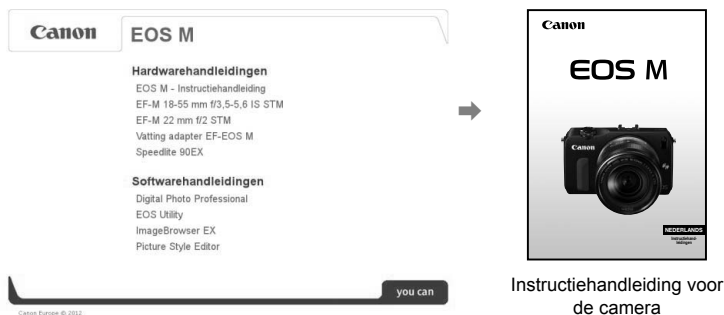 Canon
EOS M
Hardwarehandleidingen
EOS M - Instructiehandleiding
EF-M 18-55 mm f/3,5-5,6 IS STM
EF-M 22 mm f/2 STM
Vatting adapter EF-EOS M
Speedlite 90EX
Softwarehandleidingen
Digital Photo Professional
EOS Utility
ImageBrowser EX
Picture Style Editor
you can
Canon Europe © 2012
Canon
EOS M
Canon
NEDERLANDS
Instructiehand-
leidingen
Instructiehandleiding voor
de camera